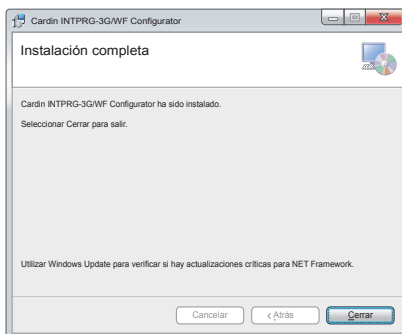 Cardin INTPRG-3G/WF Configurator
Instalación completa
Cardin INTPRG-3G/WF Configurator ha sido instalado.
Seleccionar Cerrar para salir.
Utilizar Windows Update para verificar si hay actualizaciones críticas para NET Framework.
Cancelar
< Atrás
Cerrar